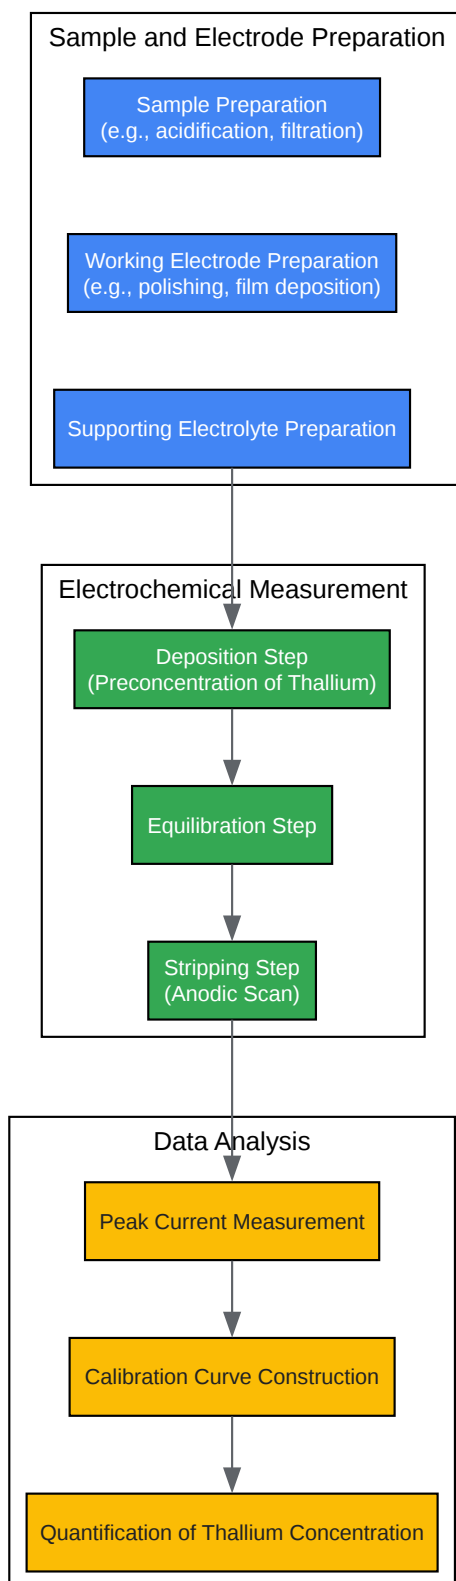 Sample and Electrode Preparation
Sample Preparation
(e.g., acidification, filtration)
Working Electrode Preparation
(e.g., polishing, film deposition)
Supporting Electrolyte Preparation
Electrochemical Measurement
Deposition Step
(Preconcentration of Thallium)
Equilibration Step
Stripping Step
(Anodic Scan)
Data Analysis
Peak Current Measurement
Calibration Curve Construction
Quantification of Thallium Concentration